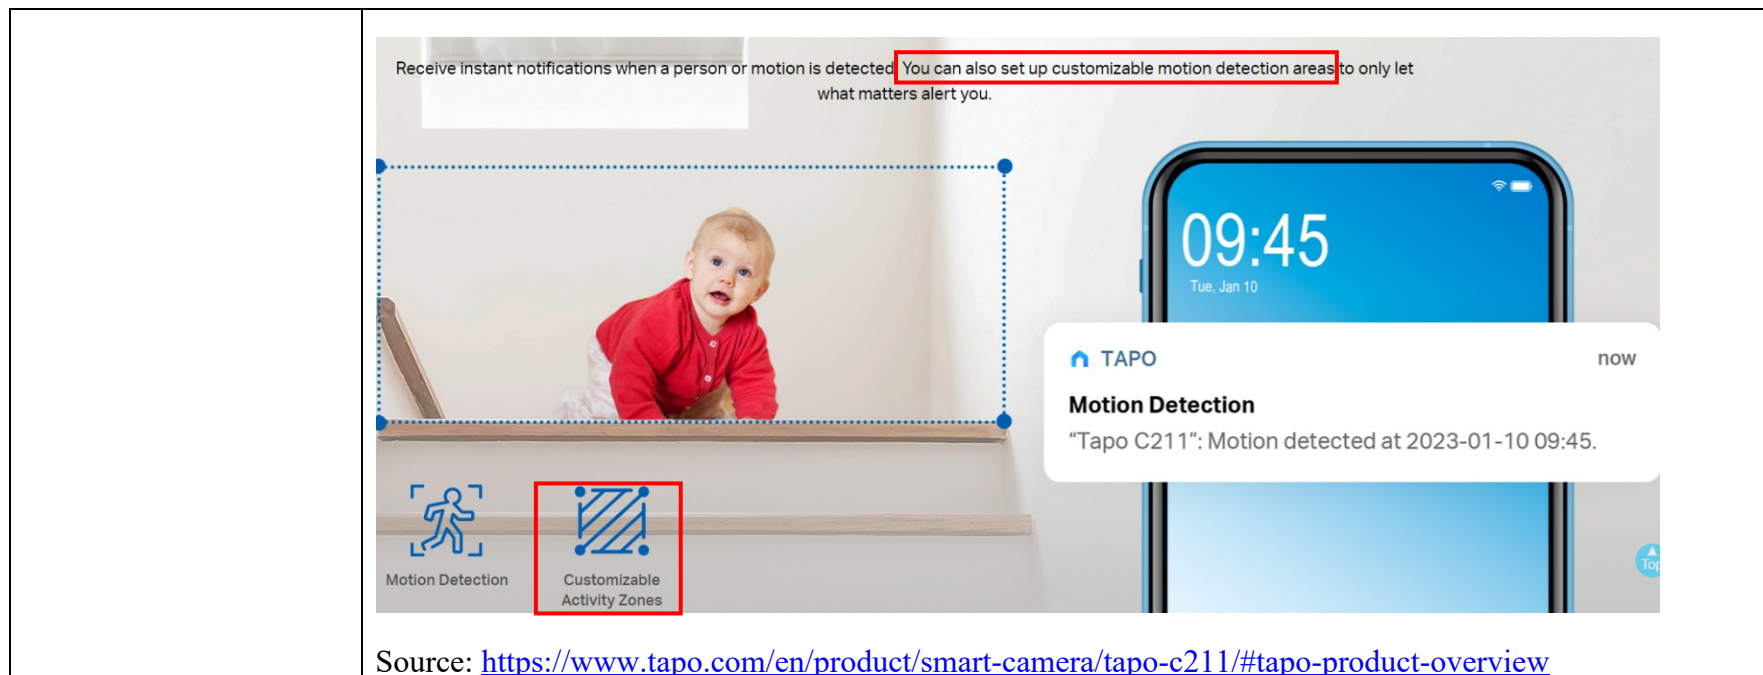 Receive instant notifications when a person or motion is detected. You can also set up customizable motion detection areas to only let
what matters alert you.
09:45
Tue, Jan 10
TAPO
now
Motion Detection
“Tapo C211”: Motion detected at 2023-01-10 09:45.
Motion Detection
Customizable
Activity Zones
Top
Source: https://www.tapo.com/en/product/smart-camera/tapo-c211/#tapo-product-overview